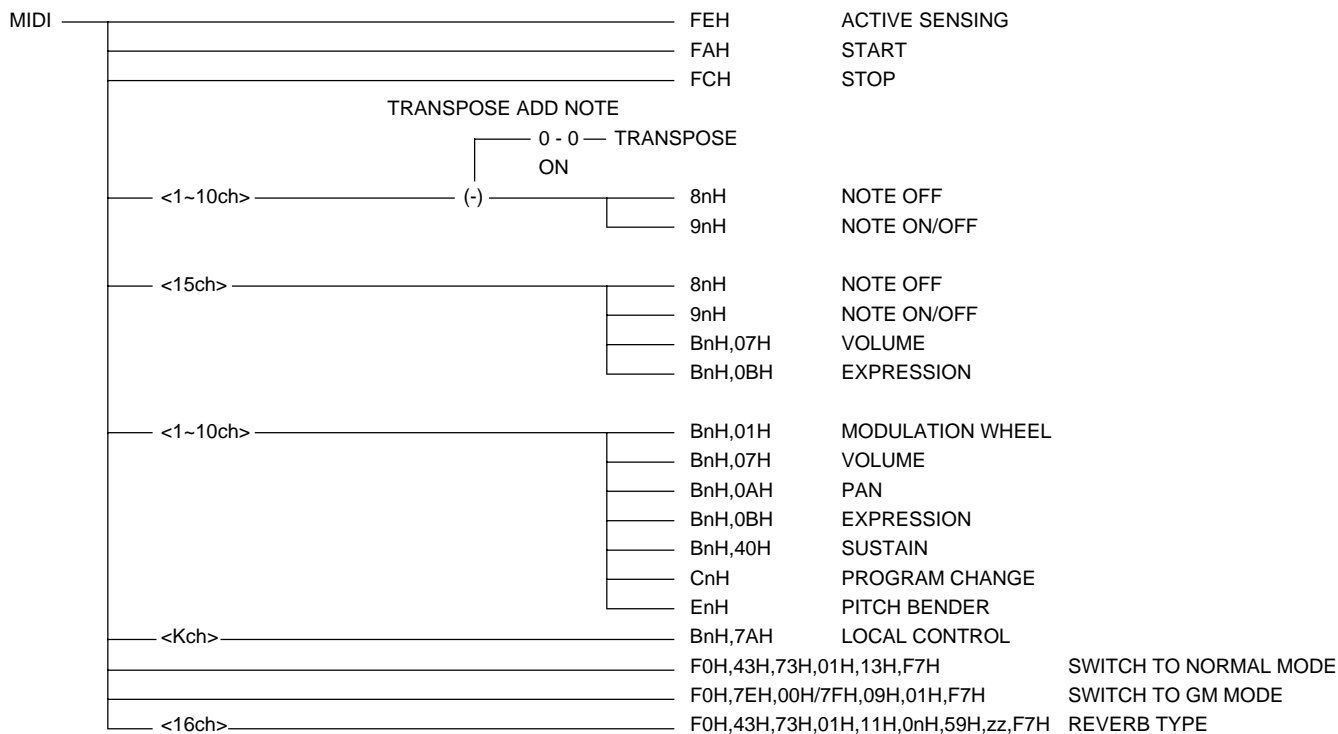 MIDI FEH ACTIVE SENSING
FAH START
FCH STOP
TRANSPOSE ADD NOTE
0 - 0 TRANSPOSE
ON
<1~10ch> (-) 8nH NOTE OFF
9nH NOTE ON/OFF
<15ch> 8nH NOTE OFF
9nH NOTE ON/OFF
BnH,07H VOLUME
BnH,0BH EXPRESSION
<1~10ch> BnH,01H MODULATION WHEEL
BnH,07H VOLUME
BnH,0AH PAN
BnH,0BH EXPRESSION
BnH,40H SUSTAIN
CnH PROGRAM CHANGE
EnH PITCH BENDER
<Kch> BnH,7AH LOCAL CONTROL
F0H,43H,73H,01H,13H,F7H SWITCH TO NORMAL MODE
F0H,7EH,00H/7FH,09H,01H,F7H SWITCH TO GM MODE
<16ch> F0H,43H,73H,01H,11H,0nH,59H,zz,F7H REVERB TYPE